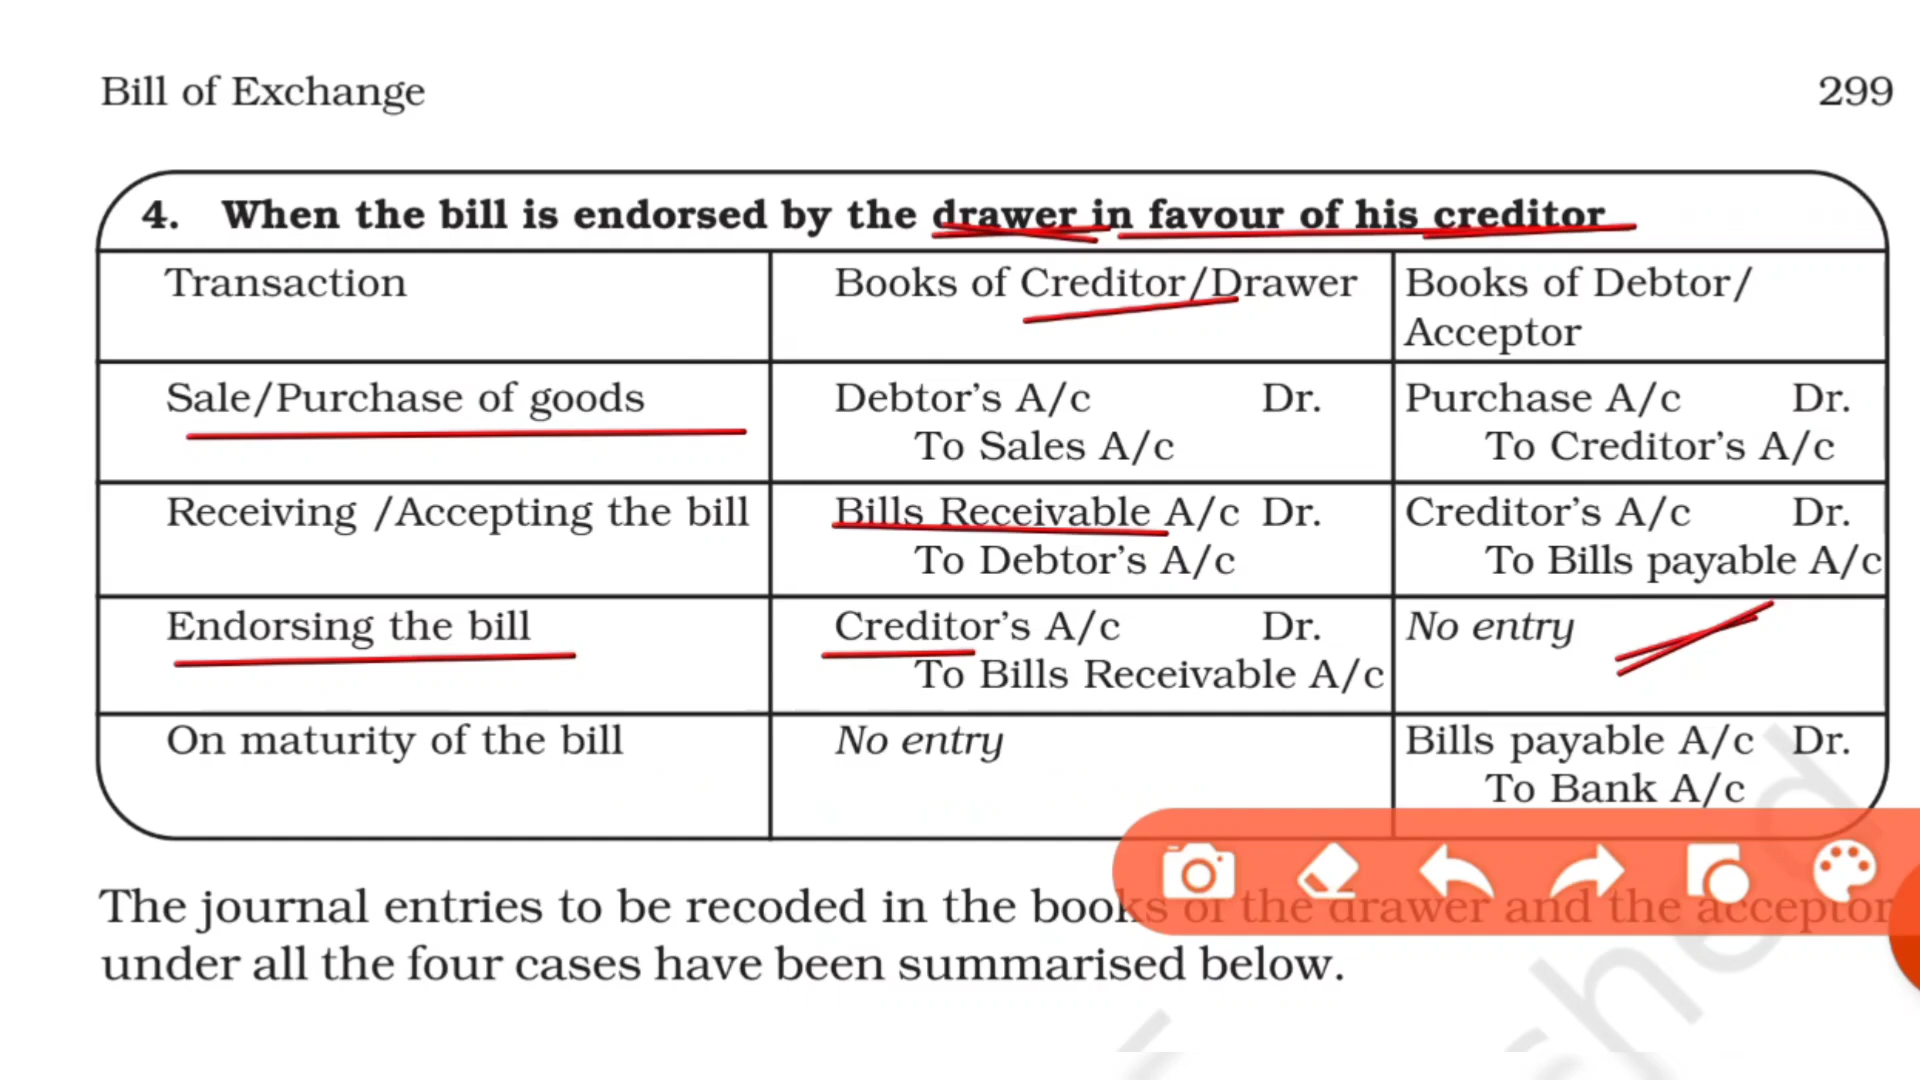 Bill of Exchange 299
4. When the bill is endorsed by the drawer in favour of his creditor
Transaction Books of Creditor/Drawer Books of Debtor/
Acceptor
Sale/Purchase of goods Debtor’s A/c Dr. Purchase A/c Dr.
To Sales A/c To Creditor’s A/c
Receiving /Accepting the bill Bills Receivable A/c Dr. Creditor’s A/c Dr.
To Debtor’s A/c To Bills payable A/c
Endorsing the bill Creditor’s A/c Dr. No entry
To Bills Receivable A/c
On maturity of the bill No entry Bills payable A/c Dr.
To Bank A/c
The journal entries to be recoded in the books of the drawer and the acceptor
under all the four cases have been summarised below.